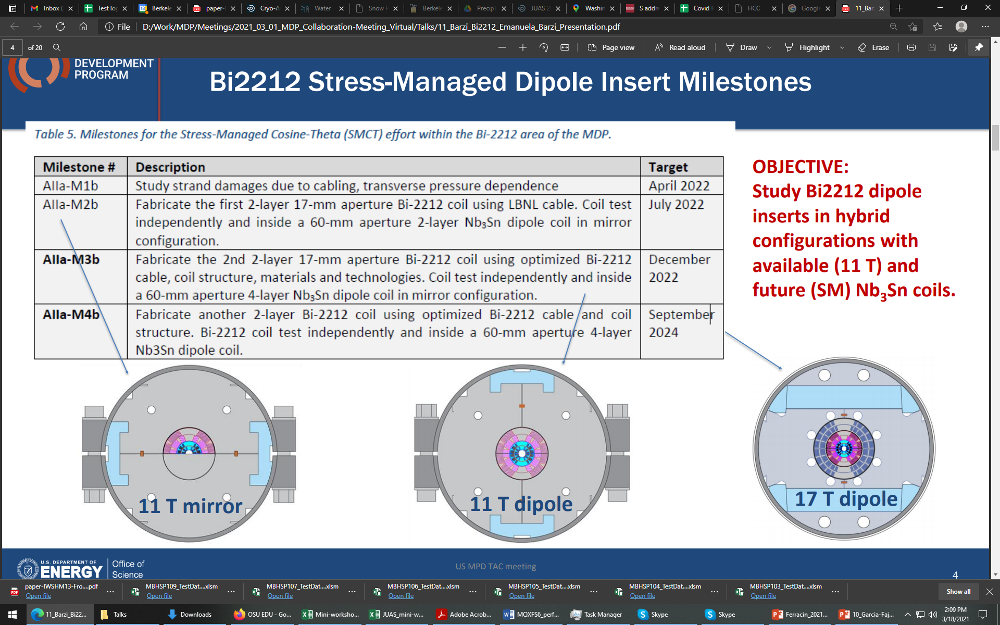 Inbox (
Test log
18
Berkele
PDF
paper-I
Cryo-A
Water
Snow P
Berkele
PrecipT
JUAS 2
Washin
S addre
Covid F
HCC
Google
PDF
11_Bar
File
D:/Work/MDP/Meetings/2021_03_01_MDP_Collaboration-Meeting_Virtual/Talks/11_Barzi_Bi2212_Emanuela_Barzi_Presentation.pdf
4
of 20
Page view
Read aloud
Draw
Highlight
Erase
DEVELOPMENT
PROGRAM
Bi2212 Stress-Managed Dipole Insert Milestones
Table 5. Milestones for the Stress-Managed Cosine-Theta (SMCT) effort within the Bi-2212 area of the MDP.
Milestone # Description Target
AIIa-M1b Study strand damages due to cabling, transverse pressure dependence April 2022
AIIa-M2b Fabricate the first 2-layer 17-mm aperture Bi-2212 coil using LBNL cable. Coil test July 2022
independently and inside a 60-mm aperture 2-layer Nb₃Sn dipole coil in mirror
configuration.
AIIa-M3b Fabricate the 2nd 2-layer 17-mm aperture Bi-2212 coil using optimized Bi-2212 December
cable, coil structure, materials and technologies. Coil test independently and inside 2022
a 60-mm aperture 4-layer Nb₃Sn dipole coil in mirror configuration.
AIIa-M4b Fabricate another 2-layer Bi-2212 coil using optimized Bi-2212 cable and coil September
structure. Bi-2212 coil test independently and inside a 60-mm aperture 4-layer 2024
Nb3Sn dipole coil.
OBJECTIVE:
Study Bi2212 dipole
inserts in hybrid
configurations with
available (11 T) and
future (SM) Nb₃Sn coils.
11 T mirror
11 T dipole
17 T dipole
U.S. DEPARTMENT OF
ENERGY
Office of
Science
US MPD TAC meeting
4
paper-IWSHM13-Fro....pdf
Open file
MBHSP109_TestDat....xlsm
Open file
MBHSP107_TestDat....xlsm
Open file
MBHSP106_TestDat....xlsm
Open file
MBHSP105_TestDat....xlsm
Open file
MBHSP104_TestDat....xlsm
Open file
MBHSP103_TestDat....xlsm
Open file
Show all
11_Barzi_Bi22...
Talks
Downloads
OSU EDU - Go...
Mini-worksho...
JUAS_mini-w...
Adobe Acrob...
MQXFS6_perf...
Task Manager
Skype
Skype
Ferracin_2021...
10_Garcia-Faj...
2:09 PM
3/18/2021